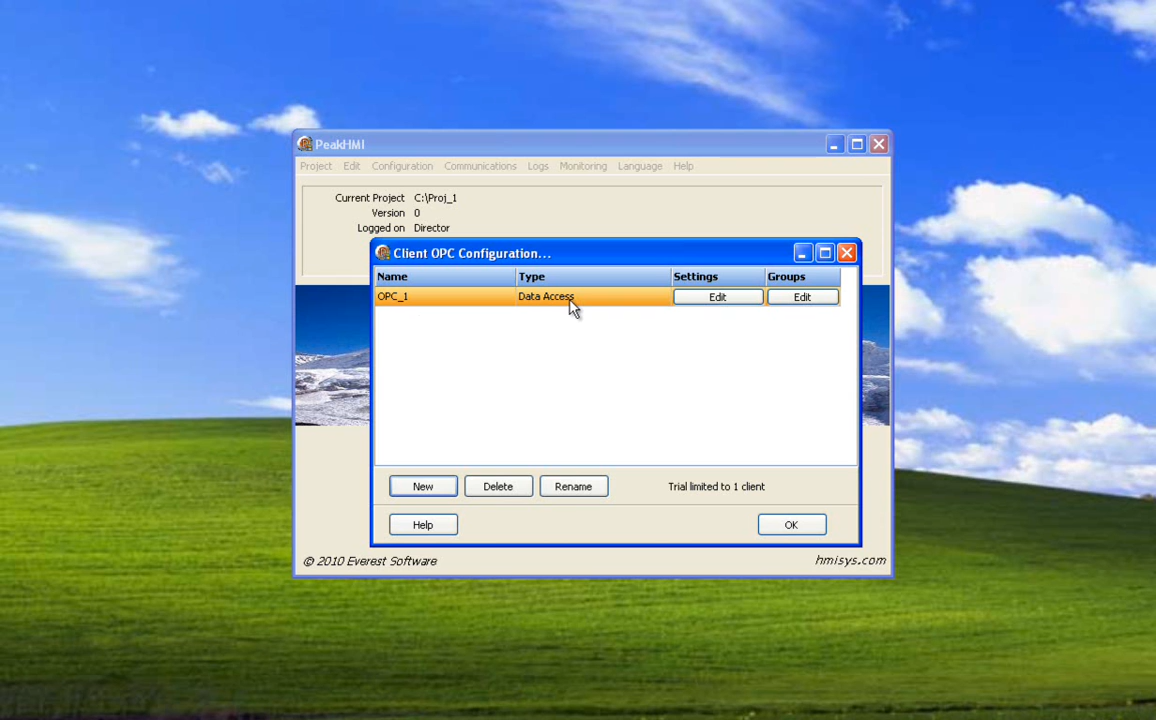 PeakHMI
Project Edit Configuration Communications Logs Monitoring Language Help
Current Project C:\Proj_1
Version 0
Logged on Director
Client OPC Configuration...
Name Type Settings Groups
OPC_1 Data Access Edit Edit
New Delete Rename Trial limited to 1 client
Help OK
© 2010 Everest Software hmisys.com